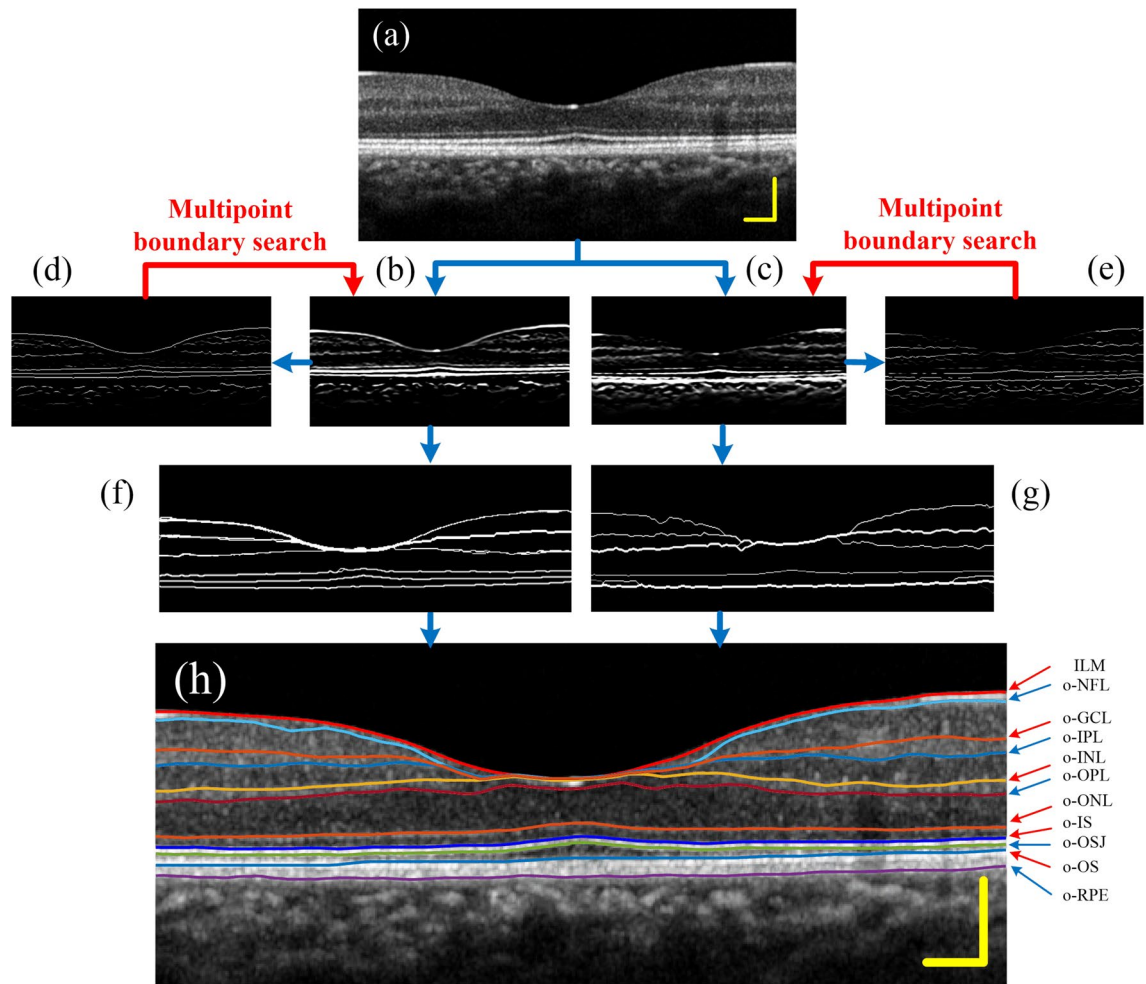 (a)
Multipoint
boundary search
Multipoint
boundary search
(d)
(b)
(c)
(e)
(f)
(g)
(h)
ILM
o-NFL
o-GCL
o-IPL
o-INL
o-OPL
o-ONL
o-IS
o-OSJ
o-OS
o-RPE